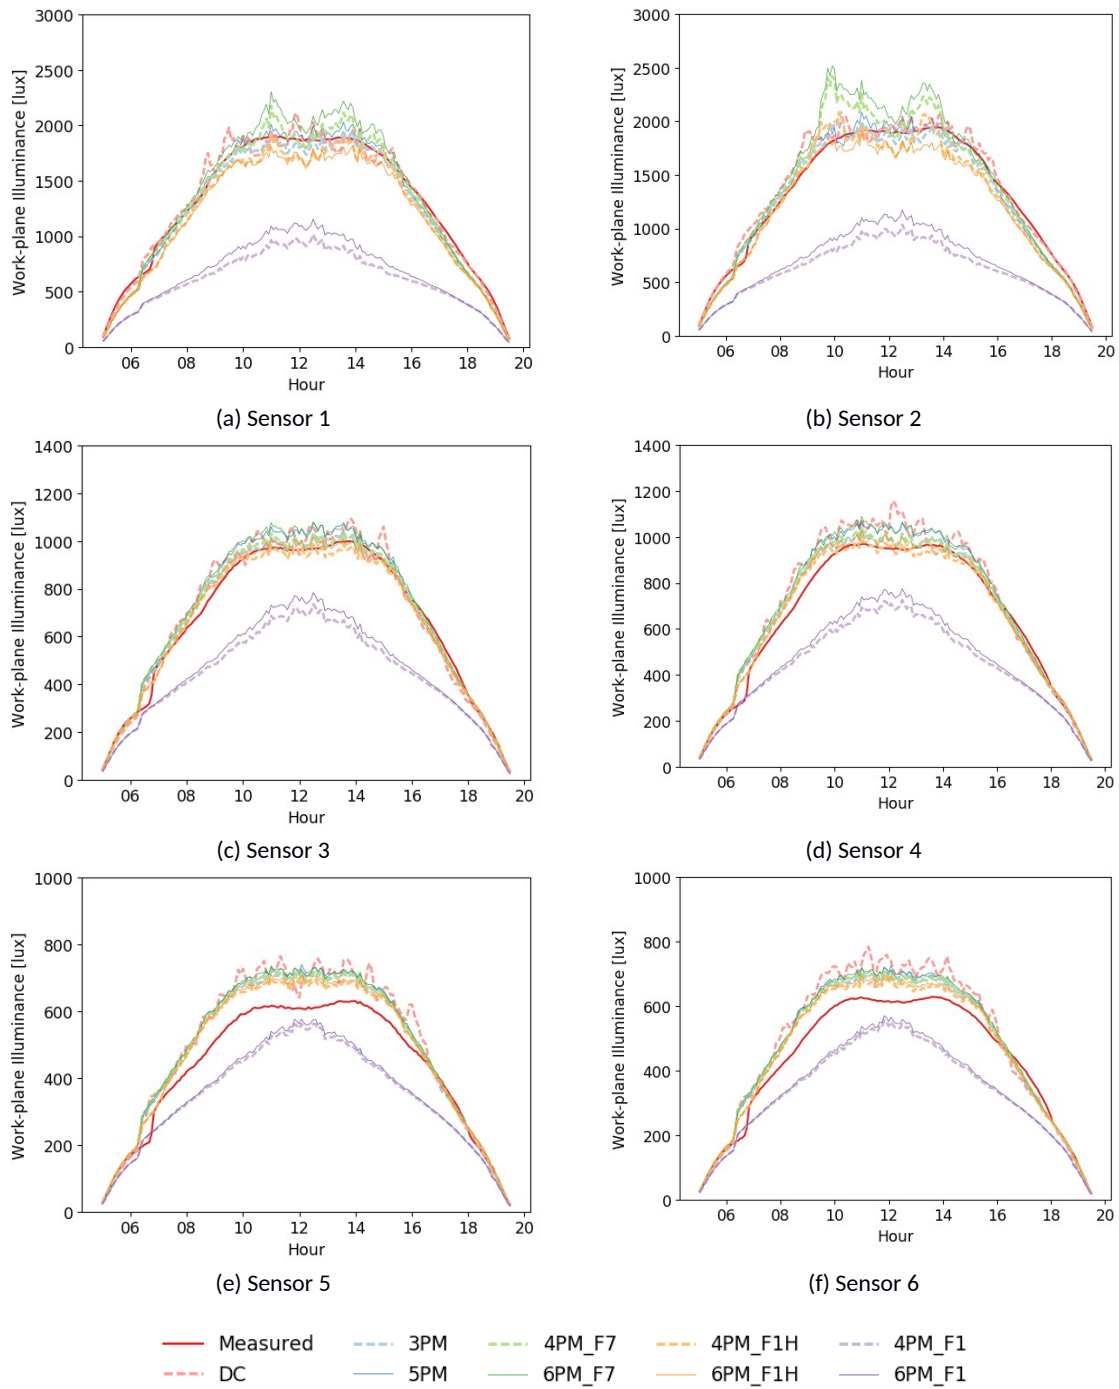 3000
2500
2000
1500
1000
500
0
Work-plane Illuminance [lux]
06 08 10 12 14 16 18 20
Hour
(a) Sensor 1
3000
2500
2000
1500
1000
500
0
Work-plane Illuminance [lux]
06 08 10 12 14 16 18 20
Hour
(b) Sensor 2
1400
1200
1000
800
600
400
200
0
Work-plane Illuminance [lux]
06 08 10 12 14 16 18 20
Hour
(c) Sensor 3
1400
1200
1000
800
600
400
200
0
Work-plane Illuminance [lux]
06 08 10 12 14 16 18 20
Hour
(d) Sensor 4
1000
800
600
400
200
0
Work-plane Illuminance [lux]
06 08 10 12 14 16 18 20
Hour
(e) Sensor 5
1000
800
600
400
200
0
Work-plane Illuminance [lux]
06 08 10 12 14 16 18 20
Hour
(f) Sensor 6
Measured 3PM 4PM_F7 4PM_F1H 4PM_F1
DC 5PM 6PM_F7 6PM_F1H 6PM_F1